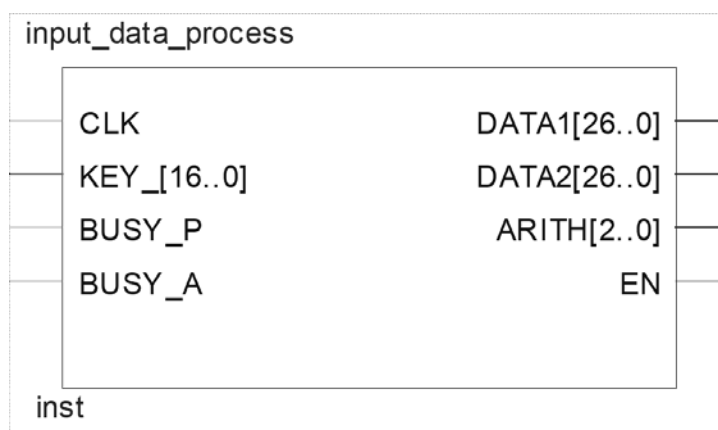 input_data_process
CLK DATA1[26..0]
KEY_[16..0] DATA2[26..0]
BUSY_P ARITH[2..0]
BUSY_A EN
inst